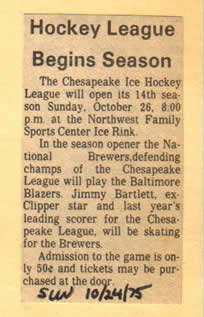 Hockey League
Begins Season
The Chesapeake Ice Hockey
League will open its 14th sea-
son Sunday, October 26, 8:00
p.m. at the Northwest Family
Sports Center Ice Rink.
In the season opener the Na-
tional Brewers,defending
champs of the Chesapeake
League will play the Baltimore
Blazers. Jimmy Bartlett, ex-
Clipper star and last year's
leading scorer for the Chesa-
peake League, will be skating
for the Brewers.
Admission to the game is on-
ly 50¢ and tickets may be pur-
chased at the door.
SUN 10/24/75